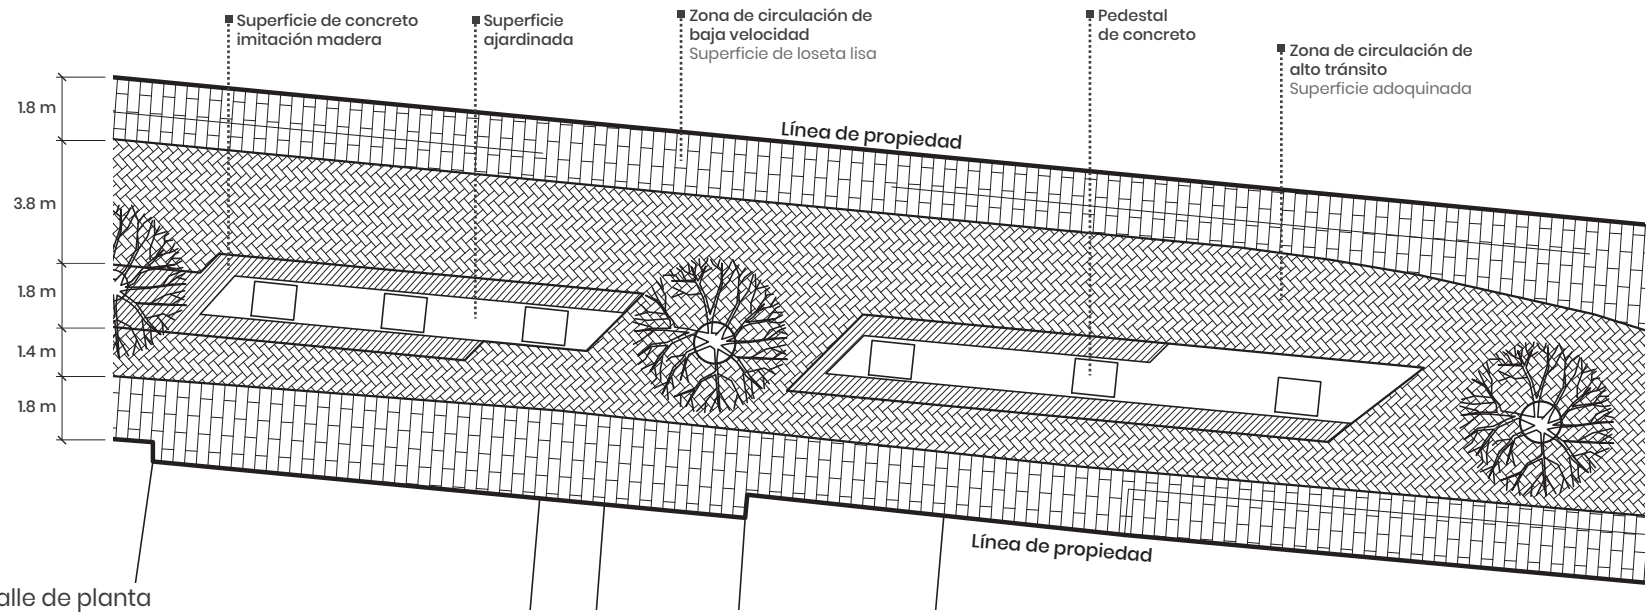 Superficie de concreto
imitación madera
Superficie
ajardinada
Zona de circulación de
baja velocidad
Superficie de loseta lisa
Pedestal
de concreto
Zona de circulación de
alto tránsito
Superficie adoquinada
Línea de propiedad
1.8 m
3.8 m
1.8 m
1.4 m
1.8 m
Línea de propiedad
alle de planta